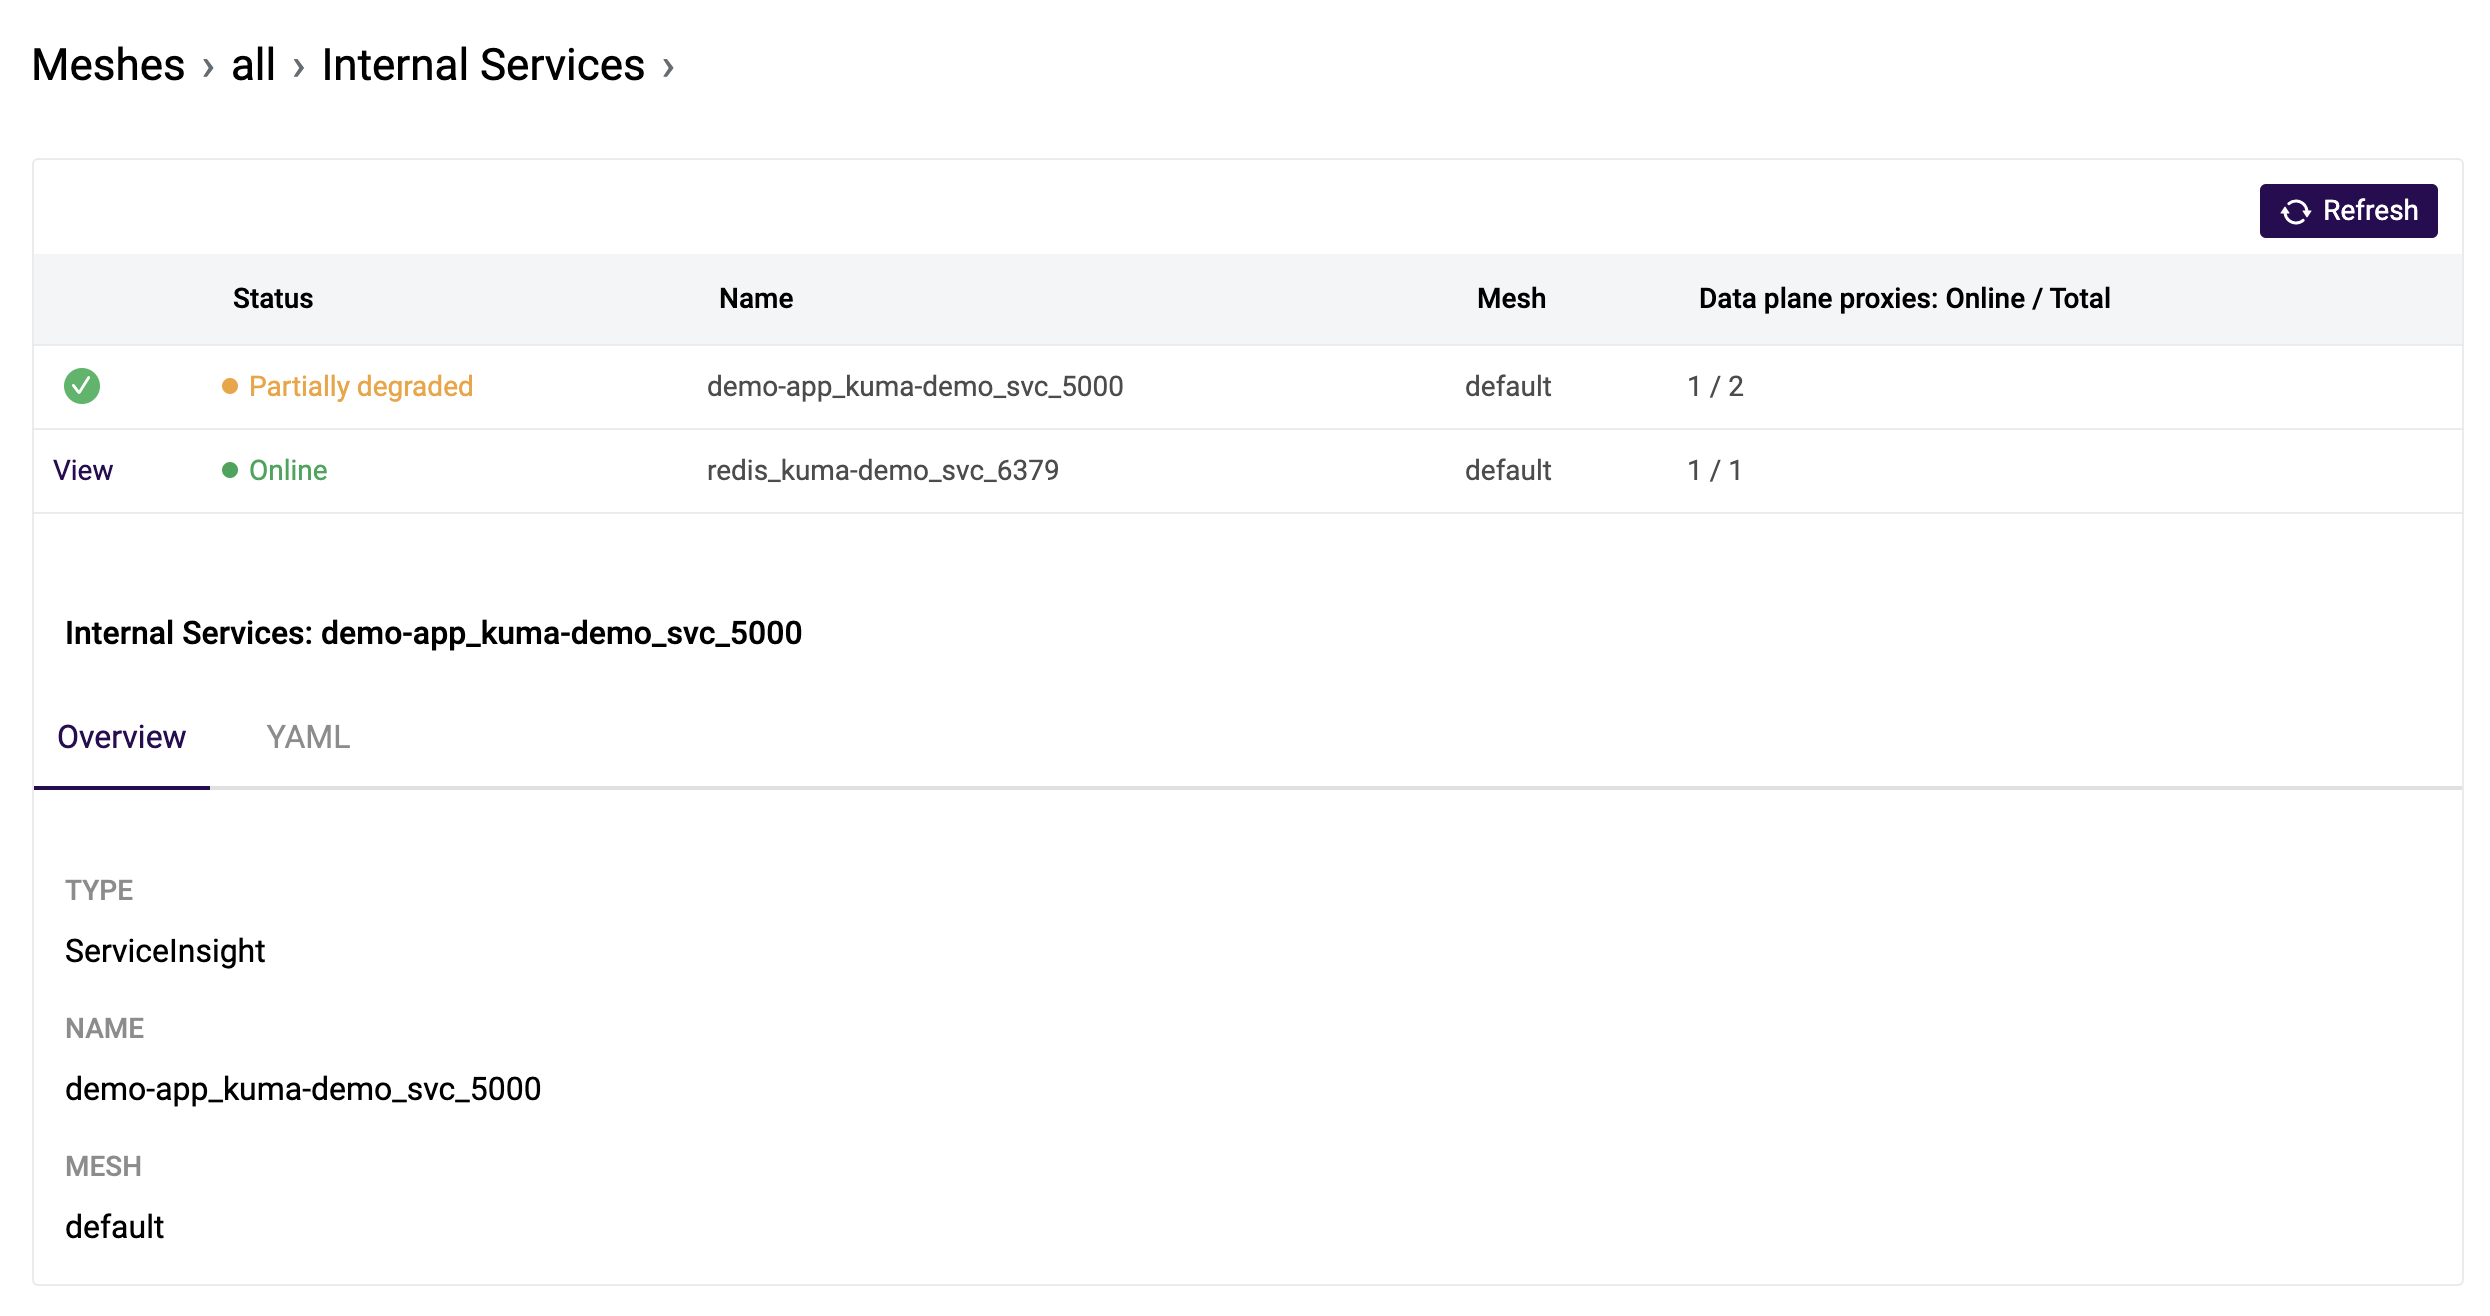 Meshes › all › Internal Services ›
Refresh
Status Name Mesh Data plane proxies: Online / Total
Partially degraded demo-app_kuma-demo_svc_5000 default 1 / 2
View Online redis_kuma-demo_svc_6379 default 1 / 1
Internal Services: demo-app_kuma-demo_svc_5000
Overview YAML
TYPE
ServiceInsight
NAME
demo-app_kuma-demo_svc_5000
MESH
default